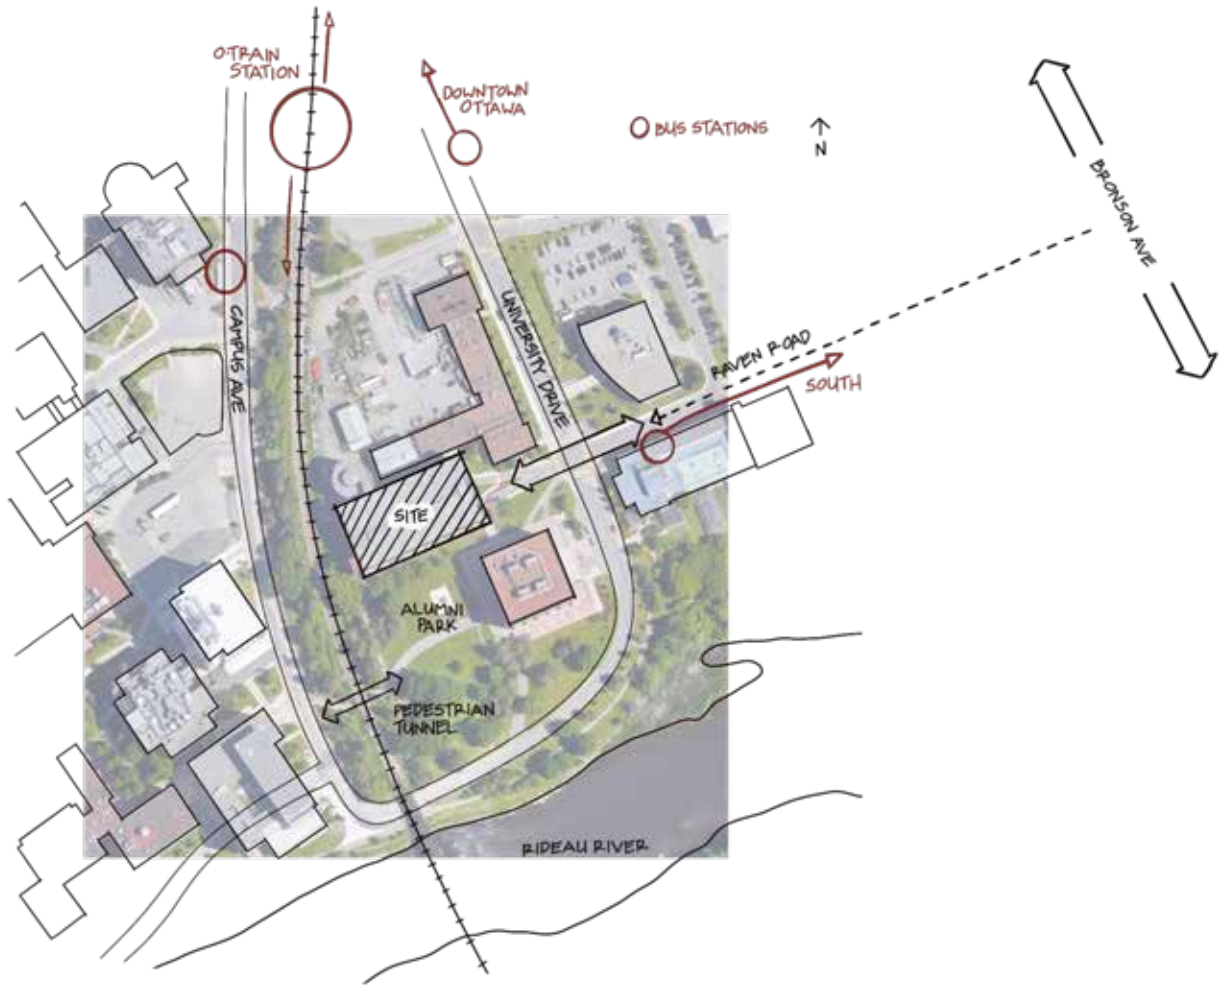 O-TRAIN
STATION
DOWNTOWN
OTTAWA
BUS STATIONS
N
BRONSON AVE
CAMPUS AVE
UNIVERSITY DRIVE
RAVEN ROAD
SOUTH
SITE
ALUMNI
PARK
PEDESTRIAN
TUNNEL
RIDEAU RIVER